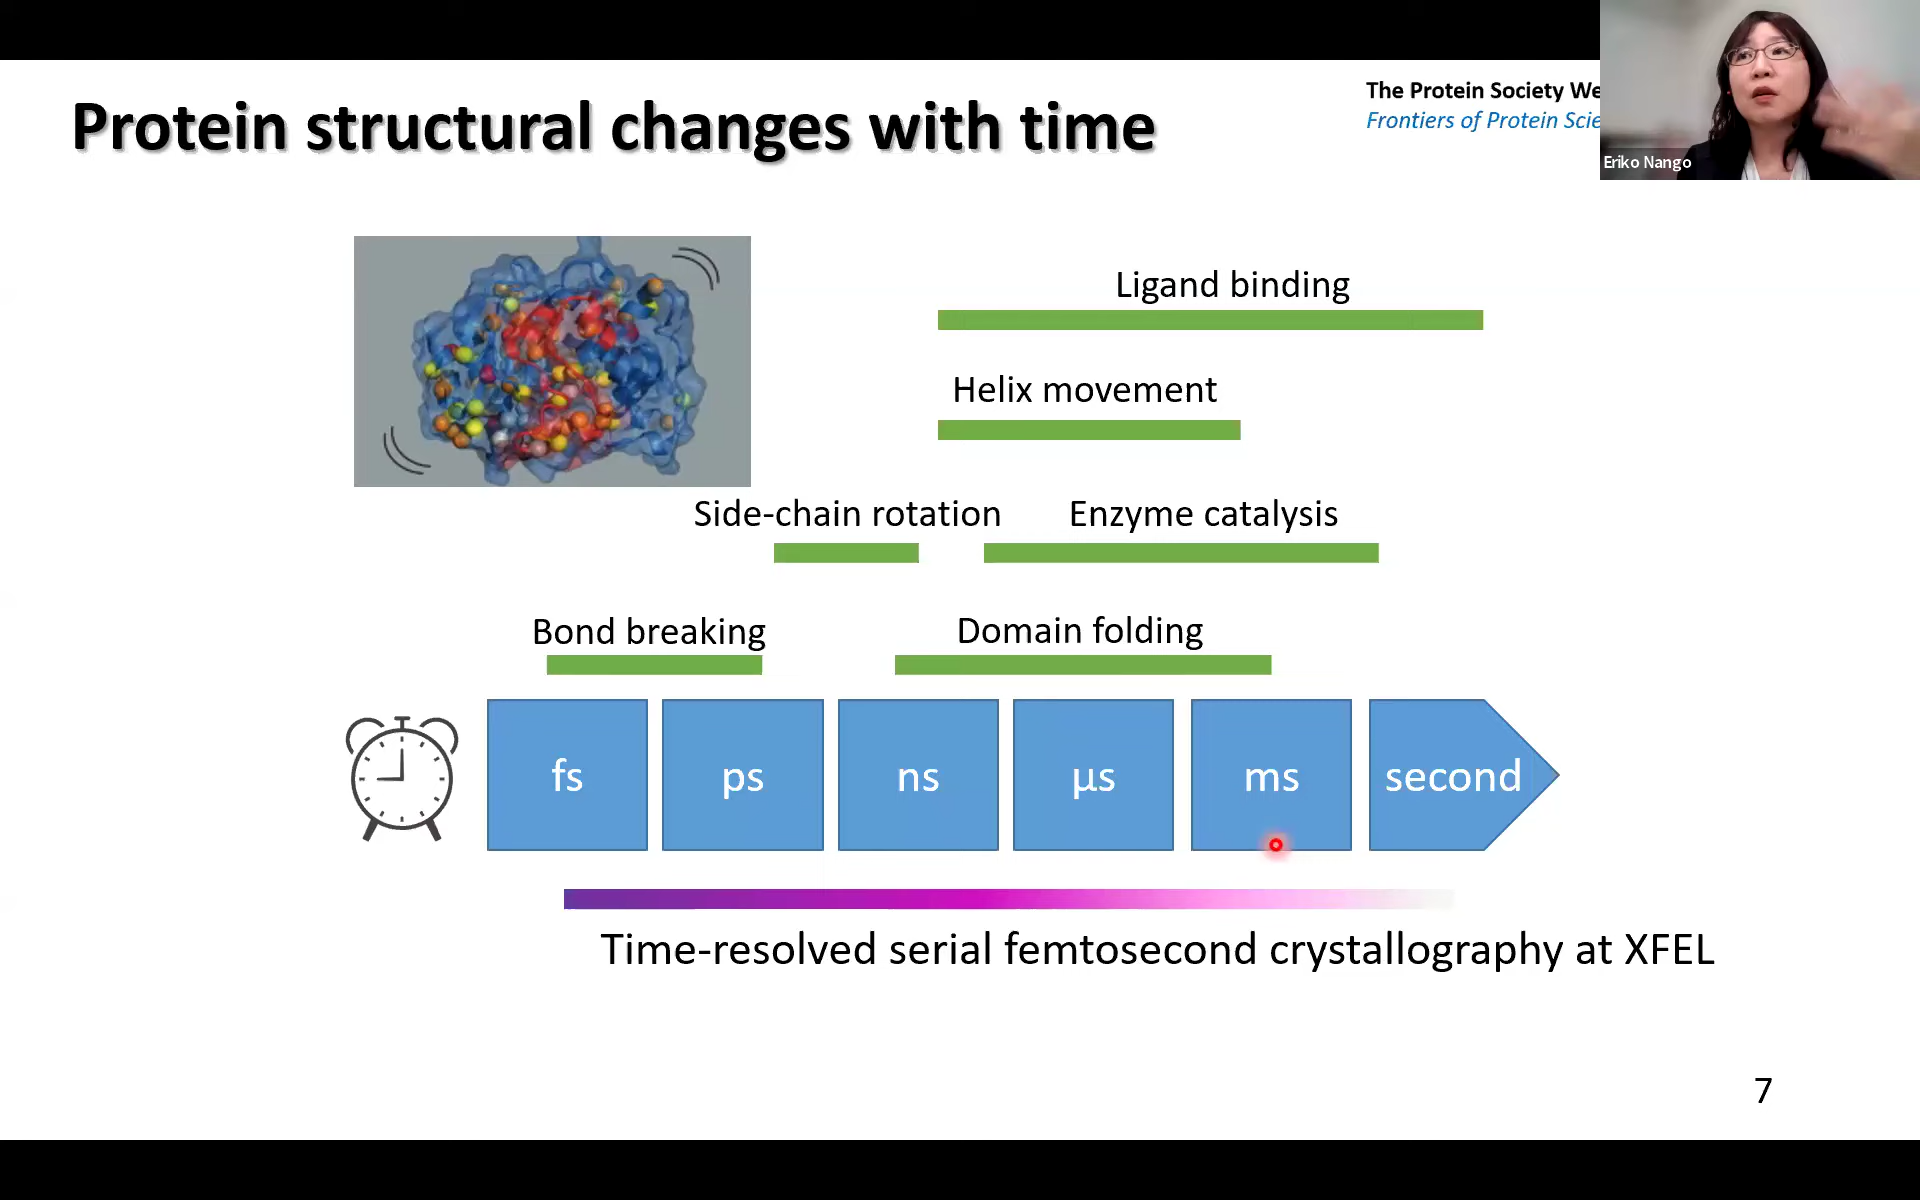 Protein structural changes with time
The Protein Society We
Frontiers of Protein Scie
Eriko Nango
Ligand binding
Helix movement
Side-chain rotation
Enzyme catalysis
Bond breaking
Domain folding
fs
ps
ns
µs
ms
second
Time-resolved serial femtosecond crystallography at XFEL
7